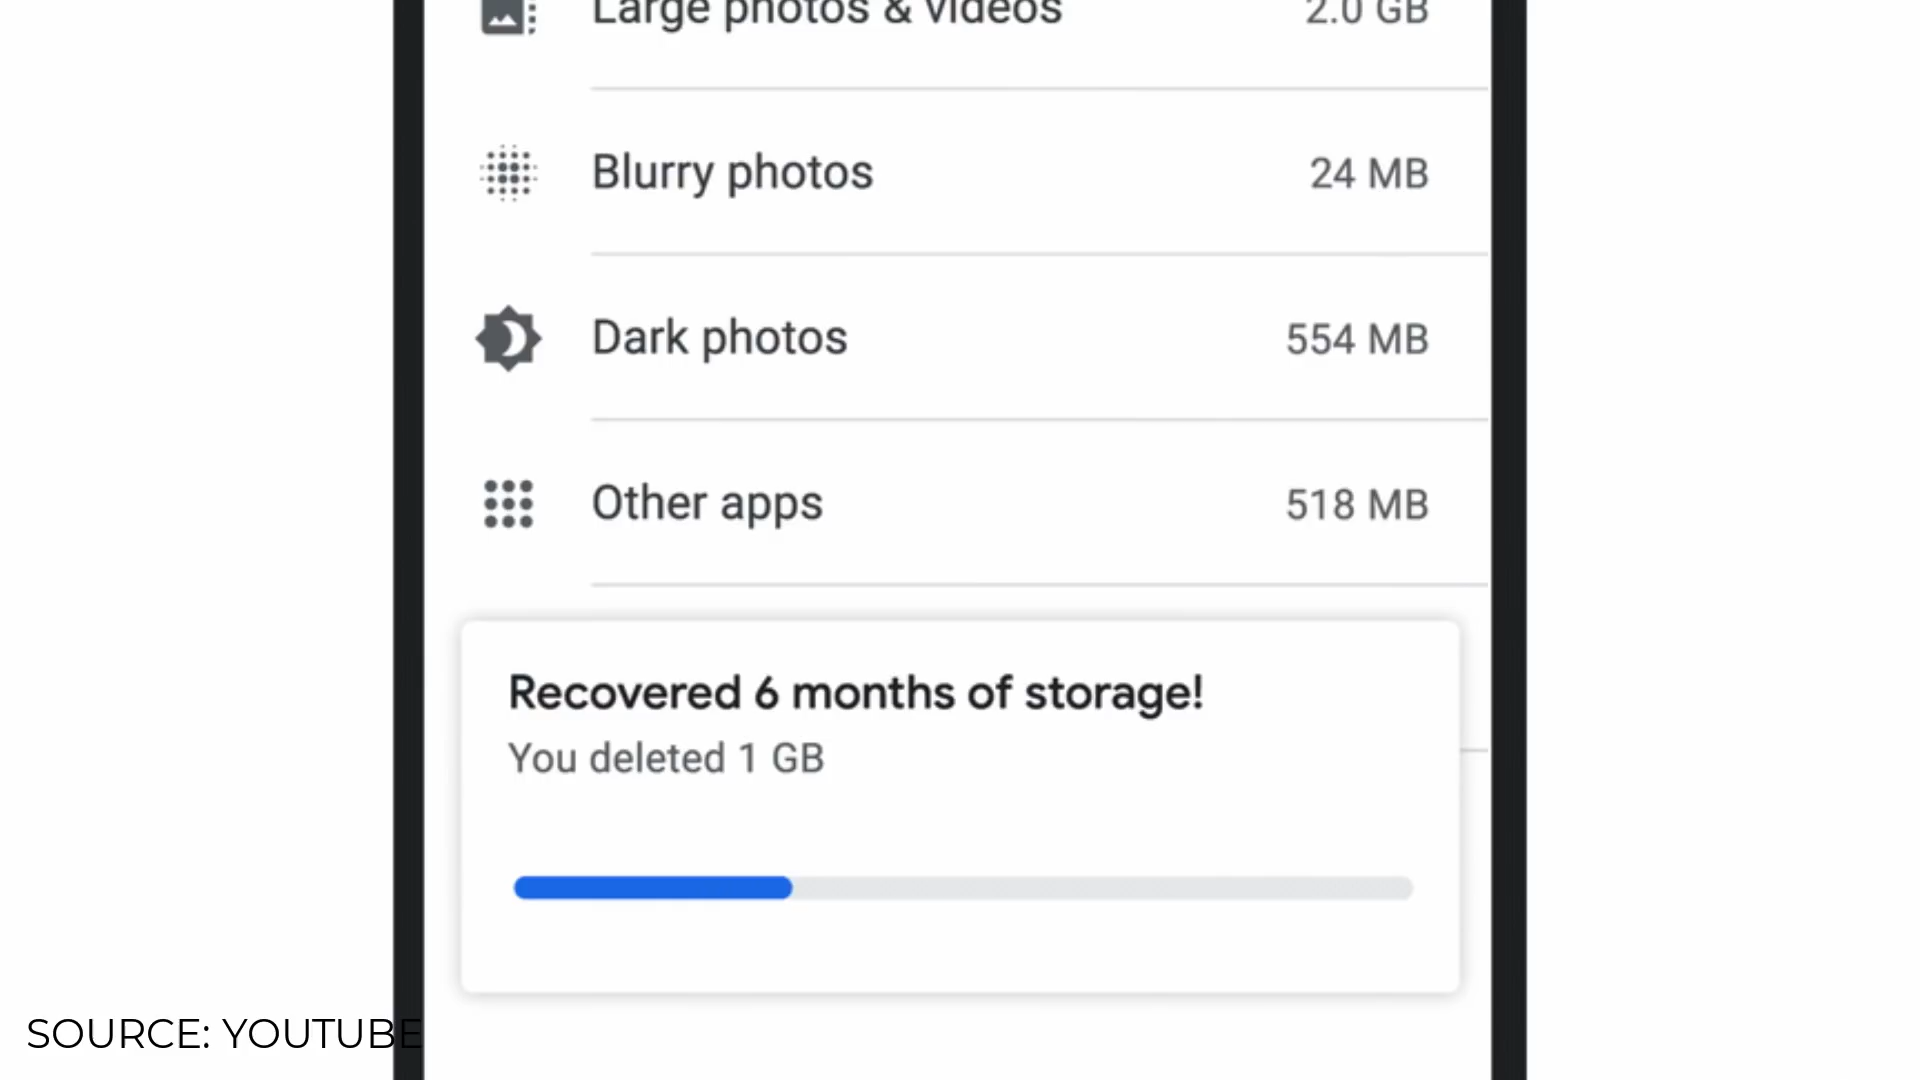 Large photos & videos 2.0 GB
Blurry photos 24 MB
Dark photos 554 MB
Other apps 518 MB
Recovered 6 months of storage!
You deleted 1 GB
SOURCE: YOUTUBE